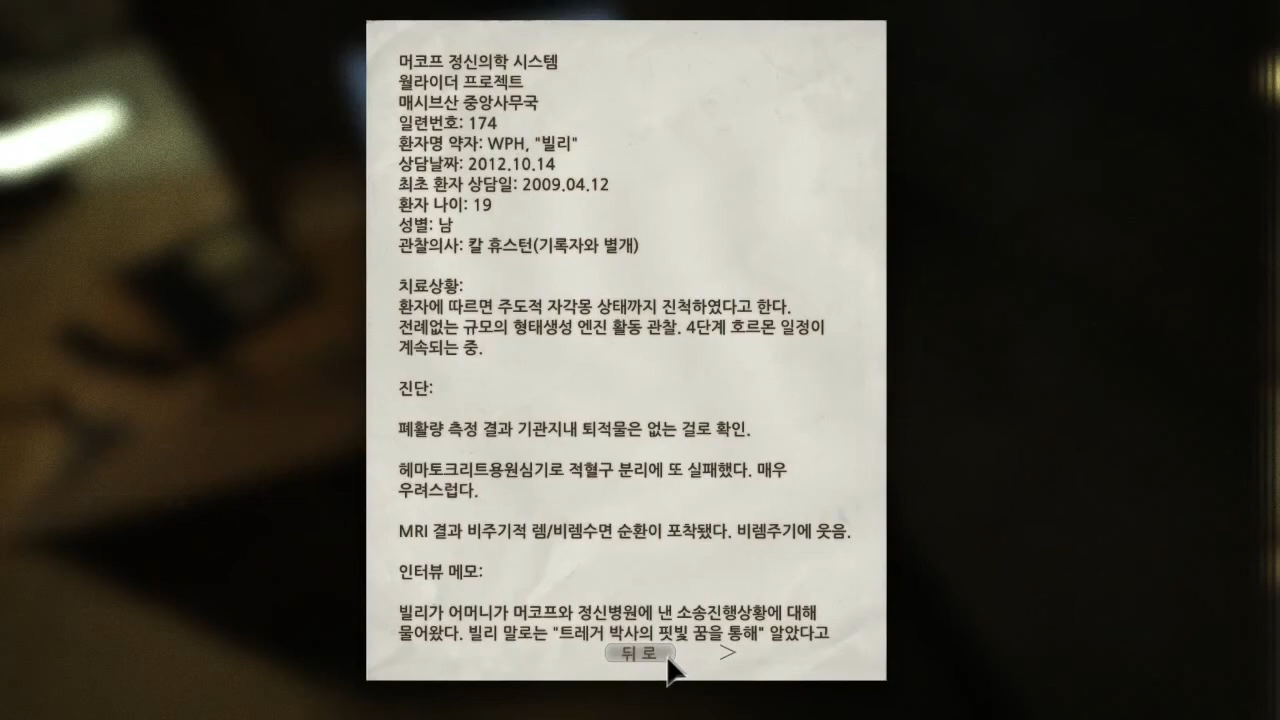 머코프 정신의학 시스템
월라이더 프로젝트
매시브산 중앙사무국
일련번호: 174
환자명 약자: WPH, "빌리"
상담날짜: 2012.10.14
최초 환자 상담일: 2009.04.12
환자 나이: 19
성별: 남
관찰의사: 칼 휴스턴(기록자와 별개)
치료상황:
환자에 따르면 주도적 자각몽 상태까지 진척하였다고 한다.
전례없는 규모의 형태생성 엔진 활동 관찰. 4단계 호르몬 일정이
계속되는 중.
진단:
폐활량 측정 결과 기관지내 퇴적물은 없는 걸로 확인.
헤마토크리트용원심기로 적혈구 분리에 또 실패했다. 매우
우려스럽다.
MRI 결과 비주기적 렘/비렘수면 순환이 포착됐다. 비렘주기에 웃음.
인터뷰 메모:
빌리가 어머니가 머코프와 정신병원에 낸 소송진행상황에 대해
물어왔다. 빌리 말로는 "트레거 박사의 핏빛 꿈을 통해" 알았다고
뒤로 >